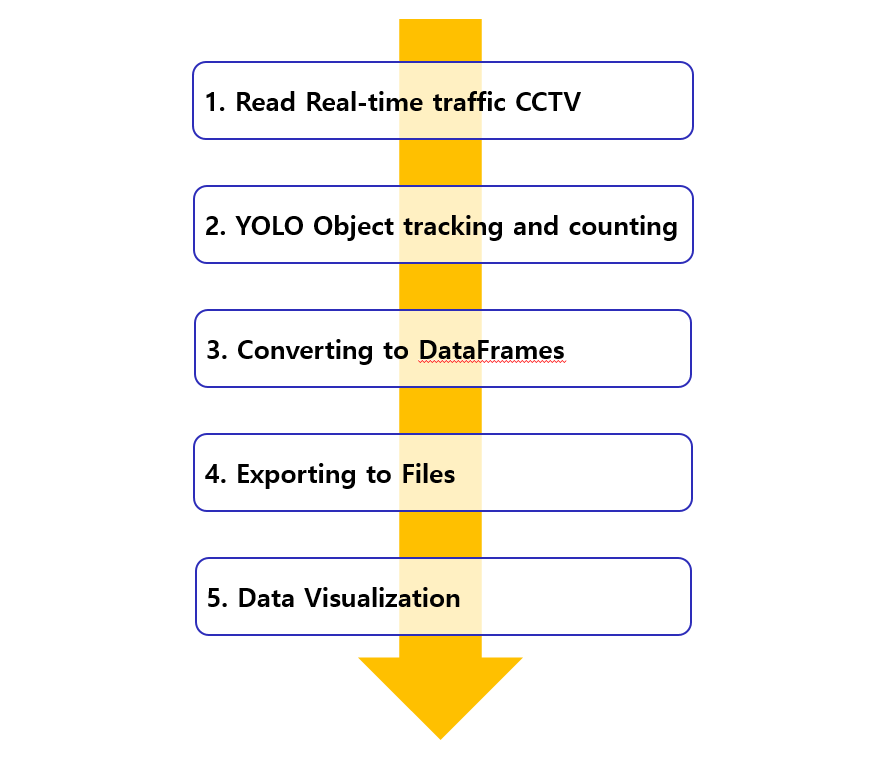 1. Read Real-time traffic CCTV
2. YOLO Object tracking and counting
3. Converting to DataFrames
4. Exporting to Files
5. Data Visualization